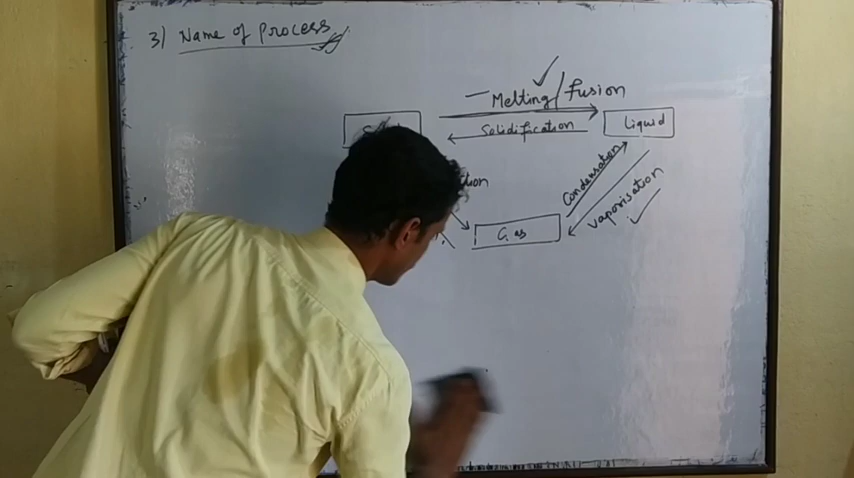 3) Name of process
Melting/fusion
Solidification
Liquid
Condensation
vaporisation
Gas